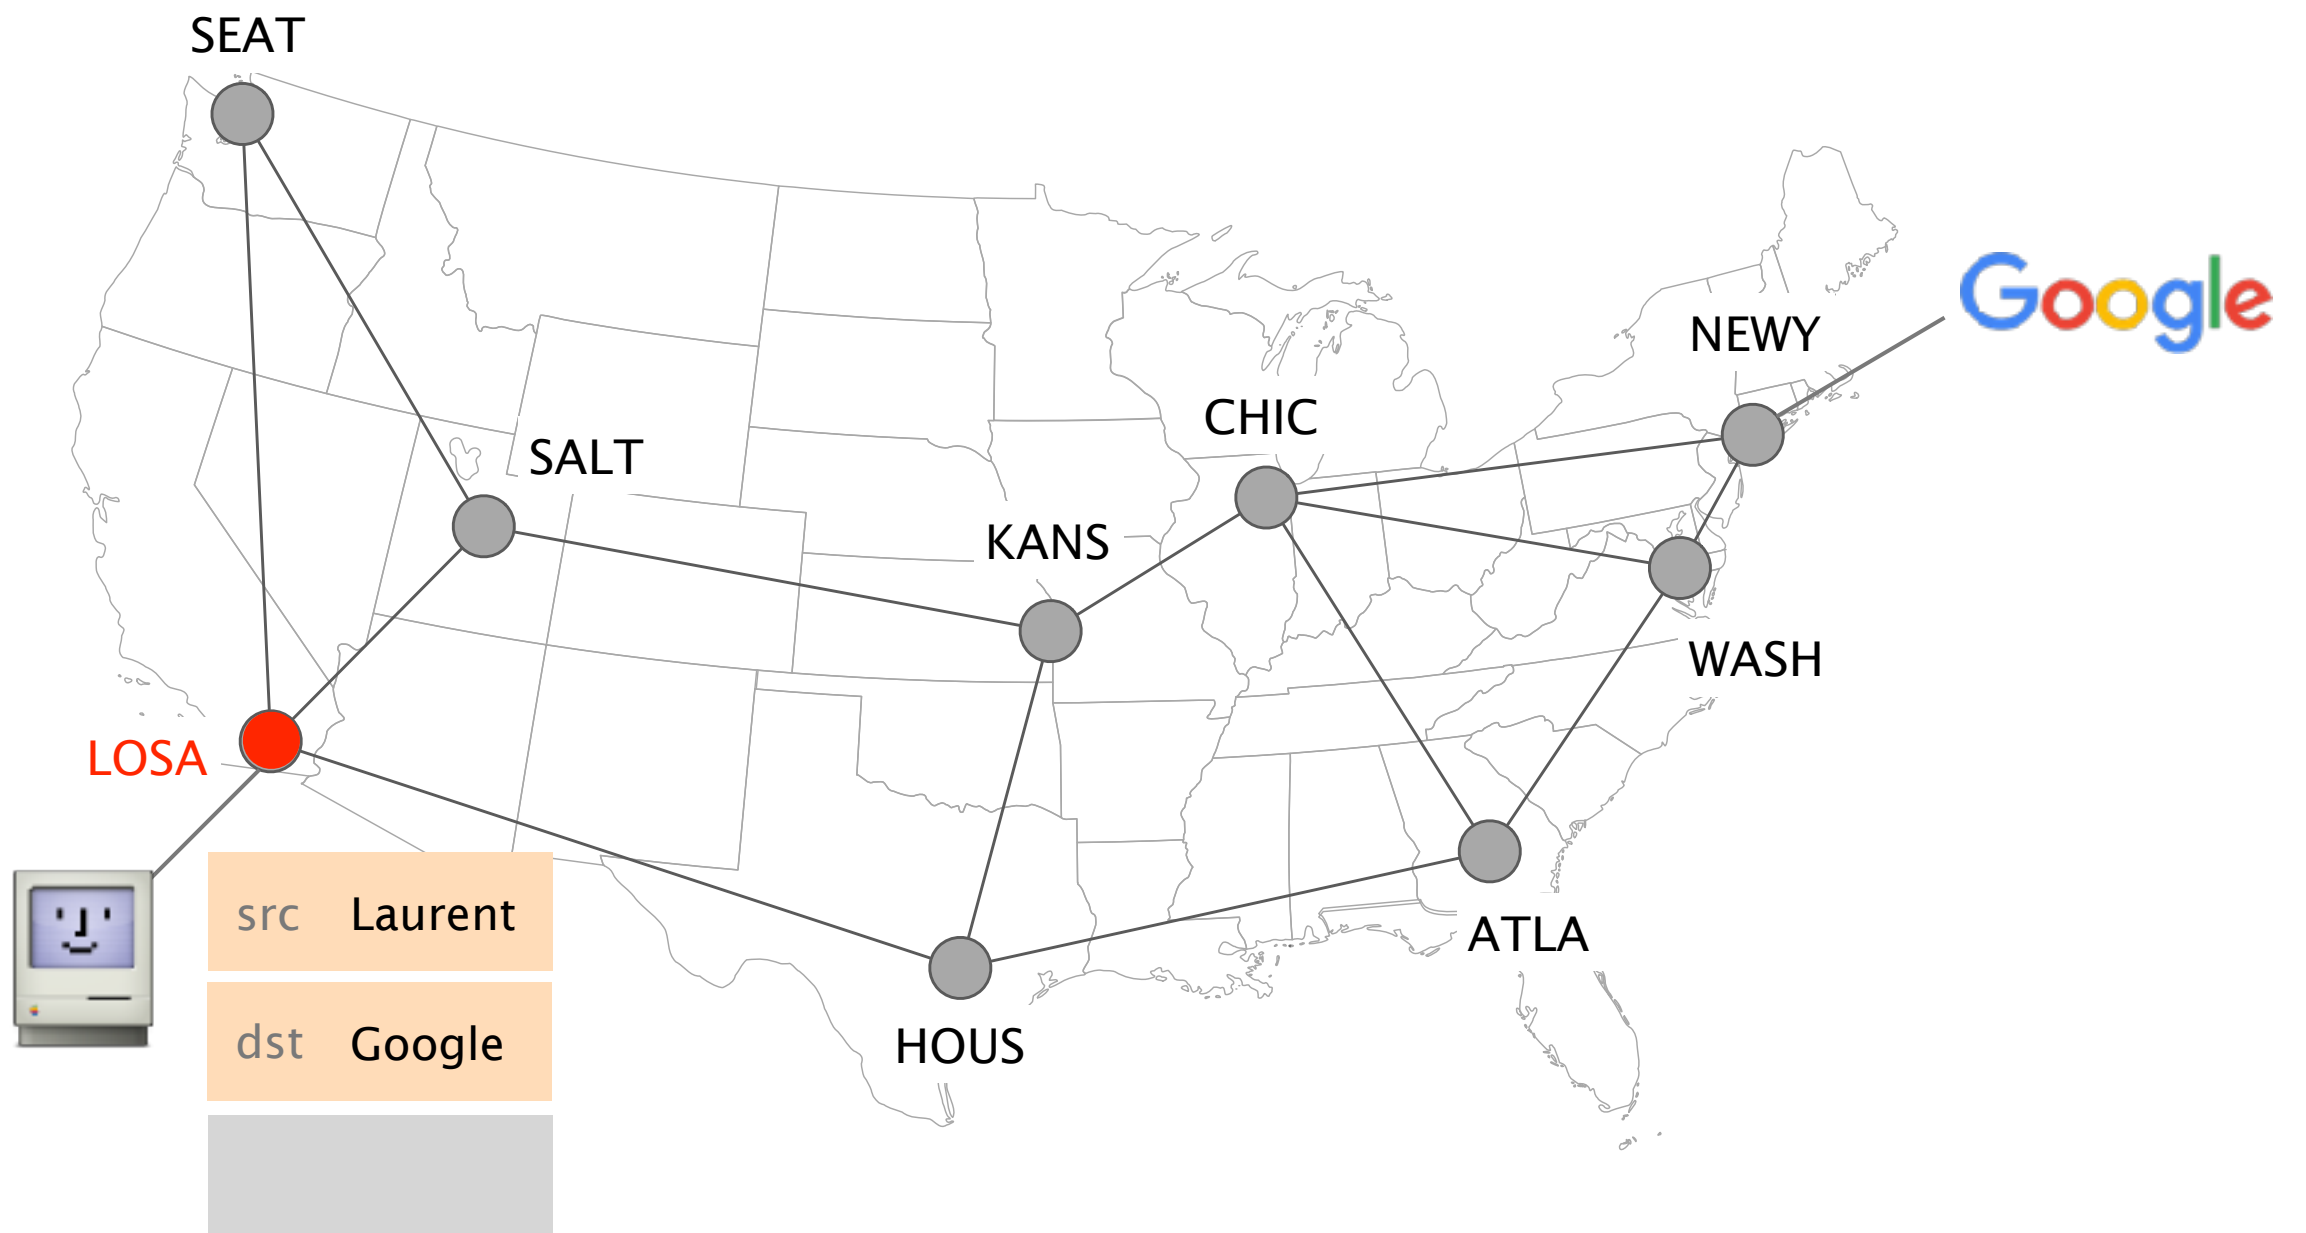 SEAT
Google
NEWY
CHIC
SALT
KANS
WASH
LOSA
src Laurent
ATLA
dst Google
HOUS